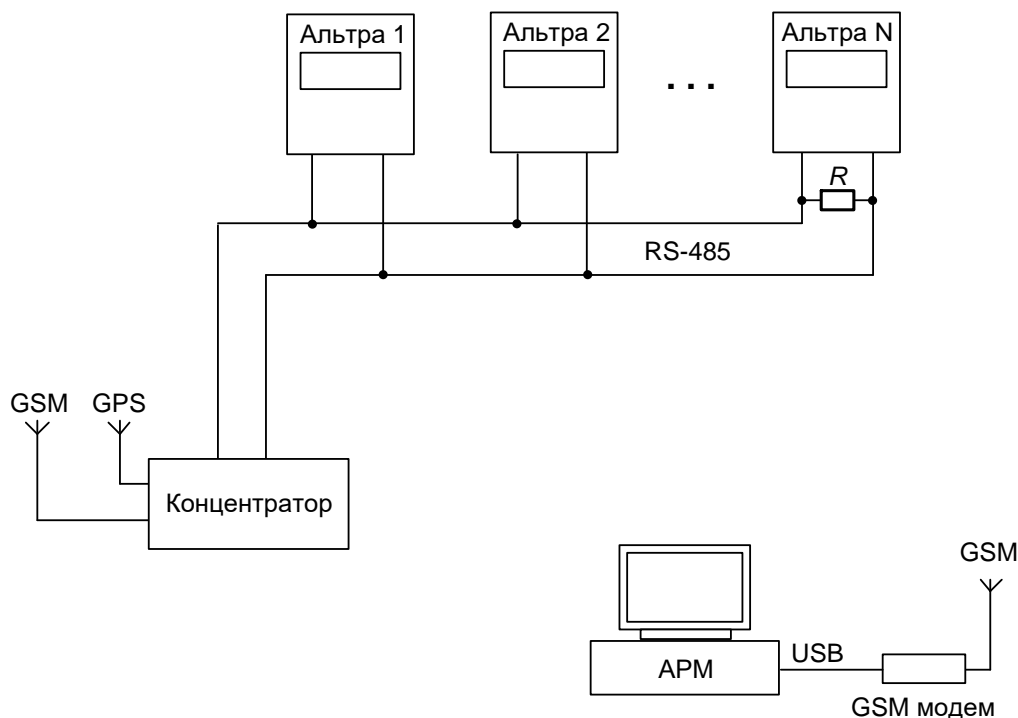 Альтра 1
Альтра 2
Альтра N
. . .
R
RS-485
GSM
GPS
Концентратор
GSM
АРМ
USB
GSM модем